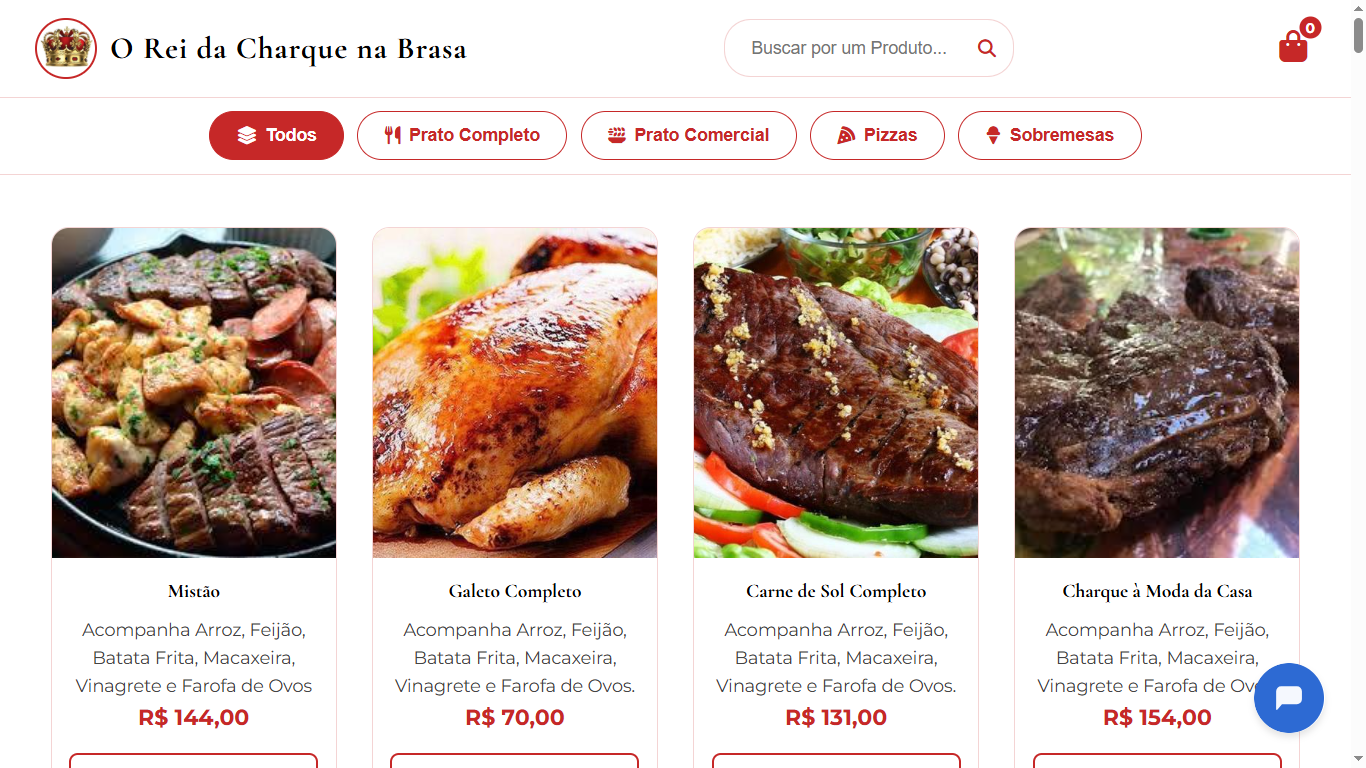 O Rei da Charque na Brasa
Buscar por um Produto...
0
Todos
Prato Completo
Prato Comercial
Pizzas
Sobremesas
Mistão
Acompanha Arroz, Feijão,
Batata Frita, Macaxeira,
Vinagrete e Farofa de Ovos
R$ 144,00
Galeto Completo
Acompanha Arroz, Feijão,
Batata Frita, Macaxeira,
Vinagrete e Farofa de Ovos.
R$ 70,00
Carne de Sol Completo
Acompanha Arroz, Feijão,
Batata Frita, Macaxeira,
Vinagrete e Farofa de Ovos.
R$ 131,00
Charque à Moda da Casa
Acompanha Arroz, Feijão,
Batata Frita, Macaxeira,
Vinagrete e Farofa de
R$ 154,00